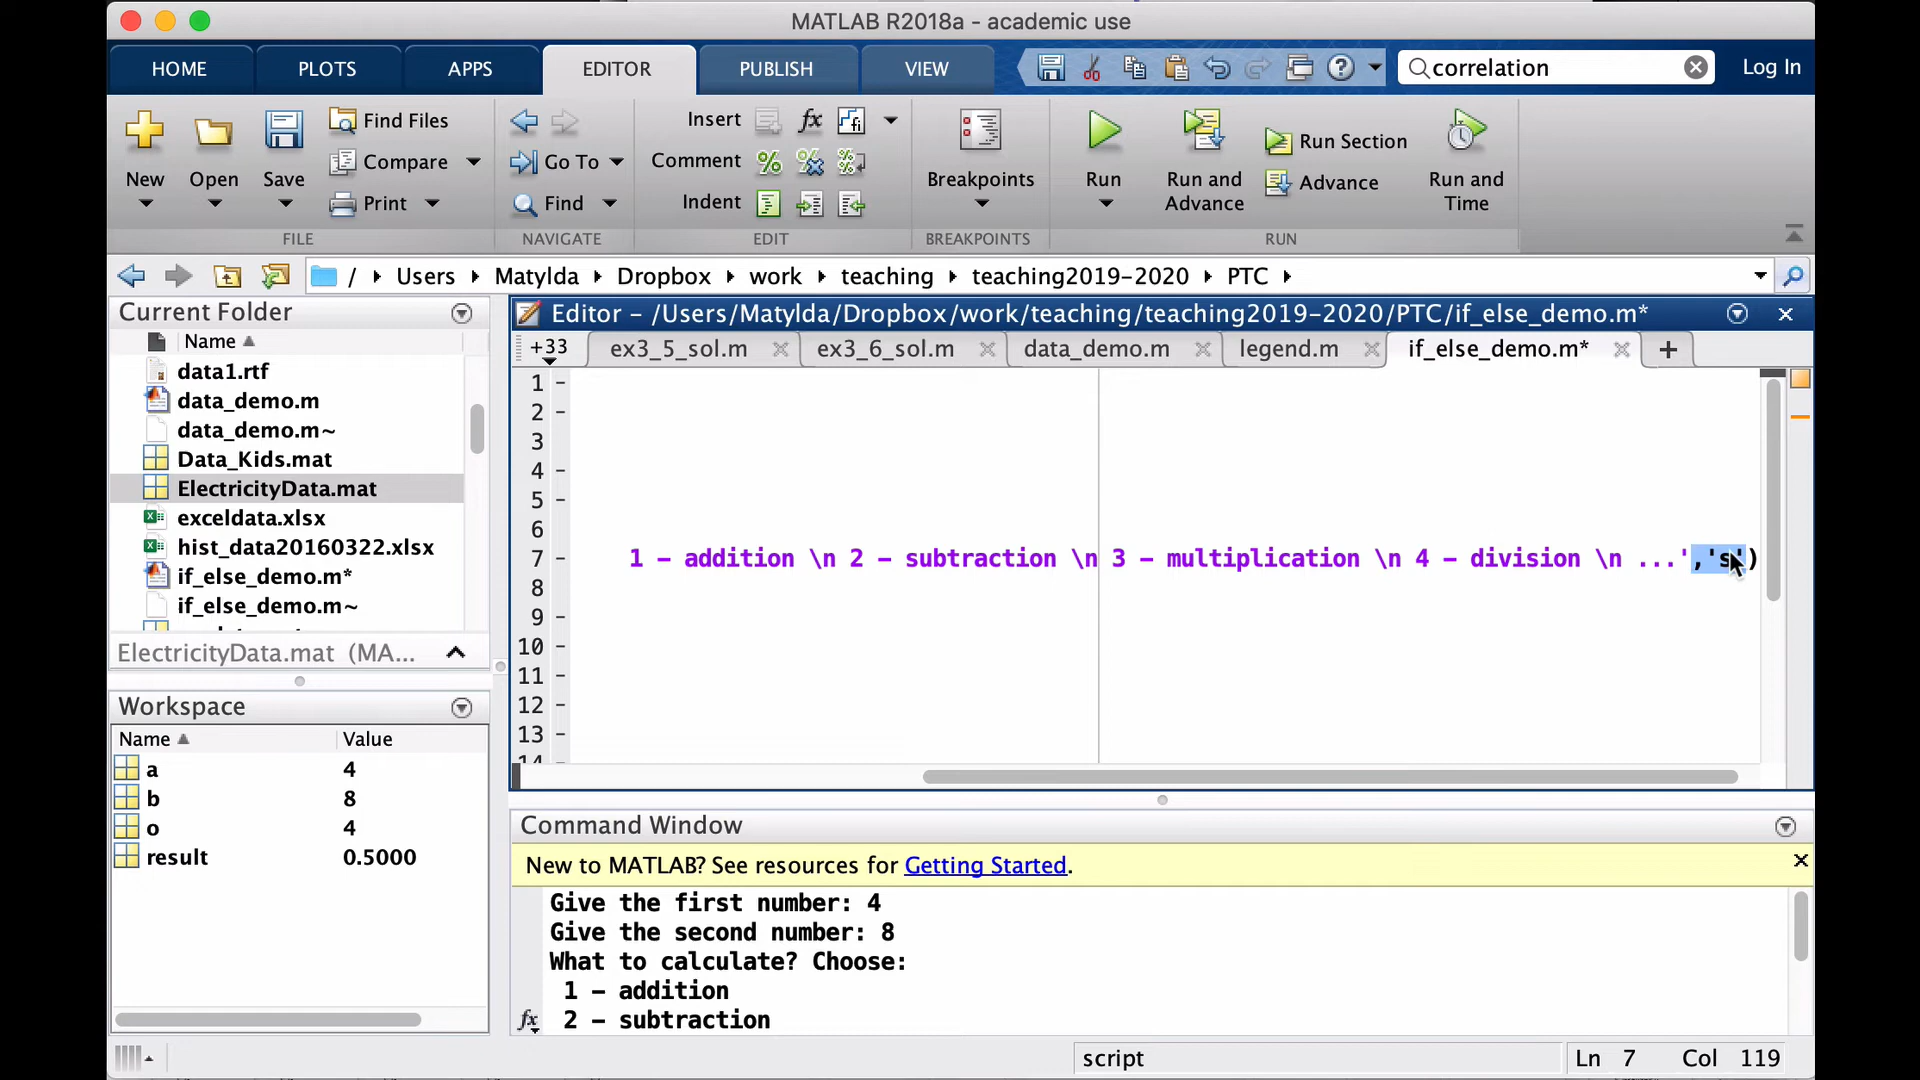 MATLAB R2018a - academic use
HOME PLOTS APPS EDITOR PUBLISH VIEW correlation Log In
New Open Save Find Files Compare Print
FILE
Go To Find
NAVIGATE
Insert fx fi
Comment % % %
Indent
EDIT
Breakpoints
BREAKPOINTS
Run Run and Advance Run Section Advance Run and Time
RUN
/ Users Matylda Dropbox work teaching teaching2019-2020 PTC
Current Folder
Name
data1.rtf
data_demo.m
data_demo.m~
Data_Kids.mat
ElectricityData.mat
exceldata.xlsx
hist_data20160322.xlsx
if_else_demo.m*
if_else_demo.m~
ElectricityData.mat (MA...
Workspace
Name Value
a 4
b 8
o 4
result 0.5000
Editor - /Users/Matylda/Dropbox/work/teaching/teaching2019-2020/PTC/if_else_demo.m*
+33 ex3_5_sol.m ex3_6_sol.m data_demo.m legend.m if_else_demo.m* +
1 -
2 -
3 -
4 -
5 -
6 -
7 - 1 - addition \n 2 - subtraction \n 3 - multiplication \n 4 - division \n ...','s')
8 -
9 -
10 -
11 -
12 -
13 -
14 -
Command Window
New to MATLAB? See resources for Getting Started.
Give the first number: 4
Give the second number: 8
What to calculate? Choose:
1 - addition
fx 2 - subtraction
script Ln 7 Col 119